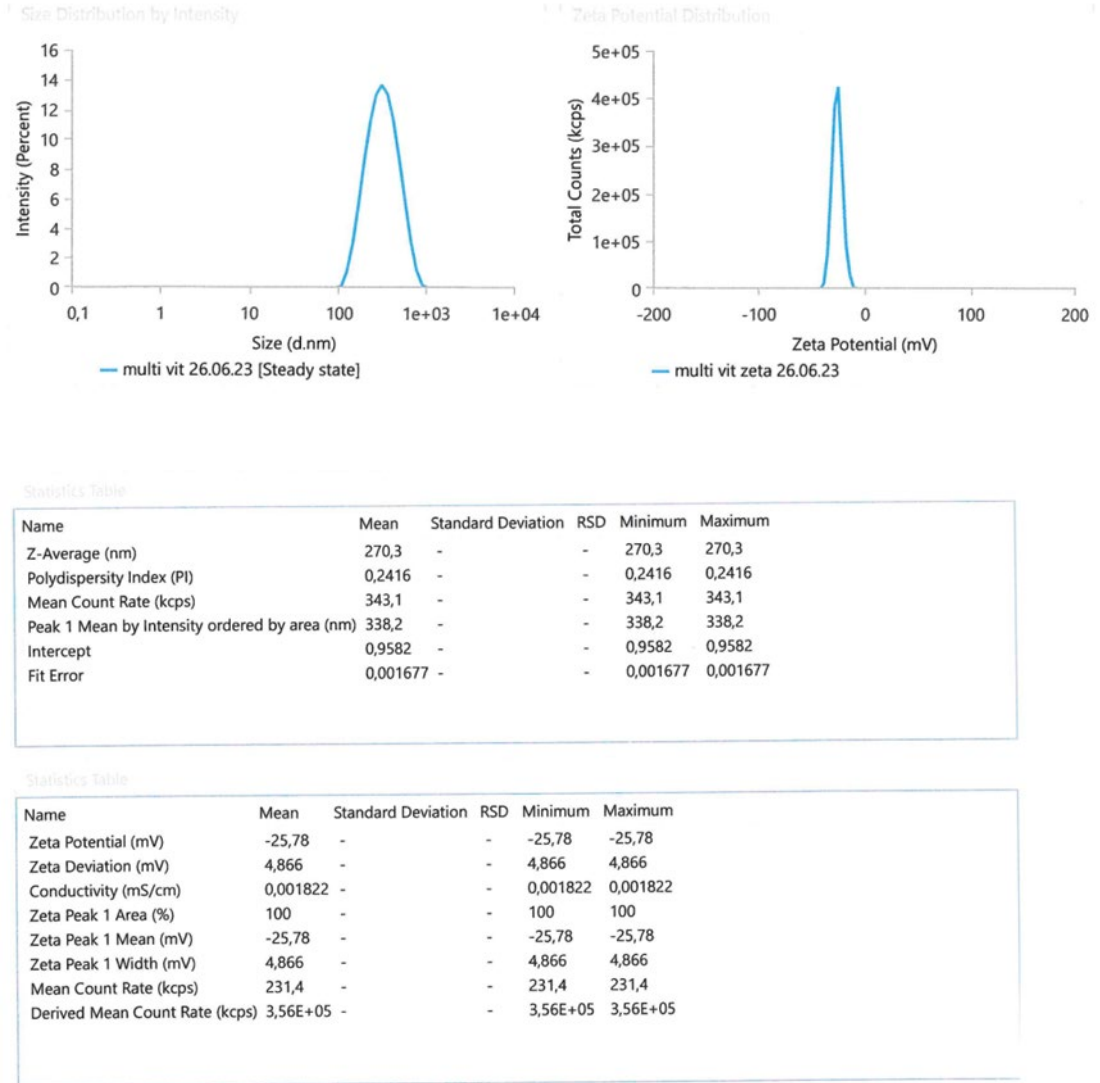 Size Distribution by Intensity
16
14
12
10
8
6
4
2
0
Intensity (Percent)
0,1 1 10 100 1e+03 1e+04
Size (d.nm)
multi vit 26.06.23 [Steady state]
Zeta Potential Distribution
5e+05
4e+05
3e+05
2e+05
1e+05
0
Total Counts (kcps)
-200 -100 0 100 200
Zeta Potential (mV)
multi vit zeta 26.06.23
Statistics Table
Name Mean Standard Deviation RSD Minimum Maximum
Z-Average (nm) 270,3 - - 270,3 270,3
Polydispersity Index (PI) 0,2416 - - 0,2416 0,2416
Mean Count Rate (kcps) 343,1 - - 343,1 343,1
Peak 1 Mean by Intensity ordered by area (nm) 338,2 - - 338,2 338,2
Intercept 0,9582 - - 0,9582 0,9582
Fit Error 0,001677 - - 0,001677 0,001677
Statistics Table
Name Mean Standard Deviation RSD Minimum Maximum
Zeta Potential (mV) -25,78 - - -25,78 -25,78
Zeta Deviation (mV) 4,866 - - 4,866 4,866
Conductivity (mS/cm) 0,001822 - - 0,001822 0,001822
Zeta Peak 1 Area (%) 100 - - 100 100
Zeta Peak 1 Mean (mV) -25,78 - - -25,78 -25,78
Zeta Peak 1 Width (mV) 4,866 - - 4,866 4,866
Mean Count Rate (kcps) 231,4 - - 231,4 231,4
Derived Mean Count Rate (kcps) 3,56E+05 - - 3,56E+05 3,56E+05